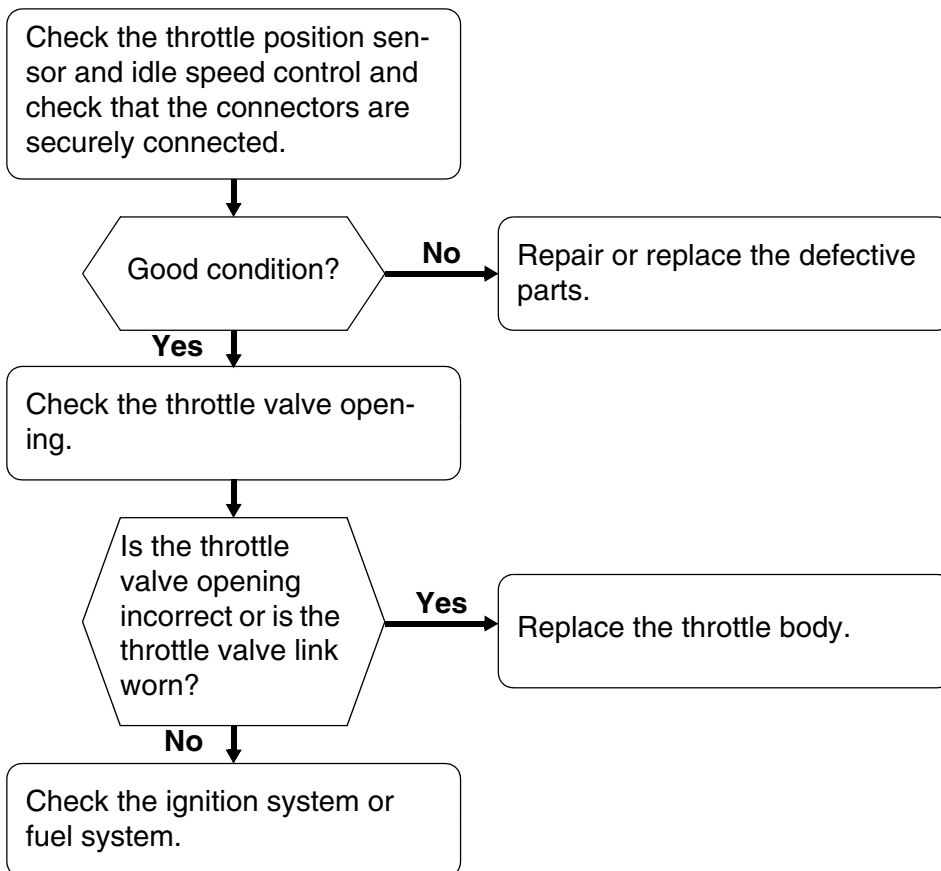 Check the throttle position sen-
sor and idle speed control and
check that the connectors are
securely connected.
Good condition?
No
Repair or replace the defective
parts.
Yes
Check the throttle valve open-
ing.
Is the throttle
valve opening
incorrect or is the
throttle valve link
worn?
Yes
Replace the throttle body.
No
Check the ignition system or
fuel system.